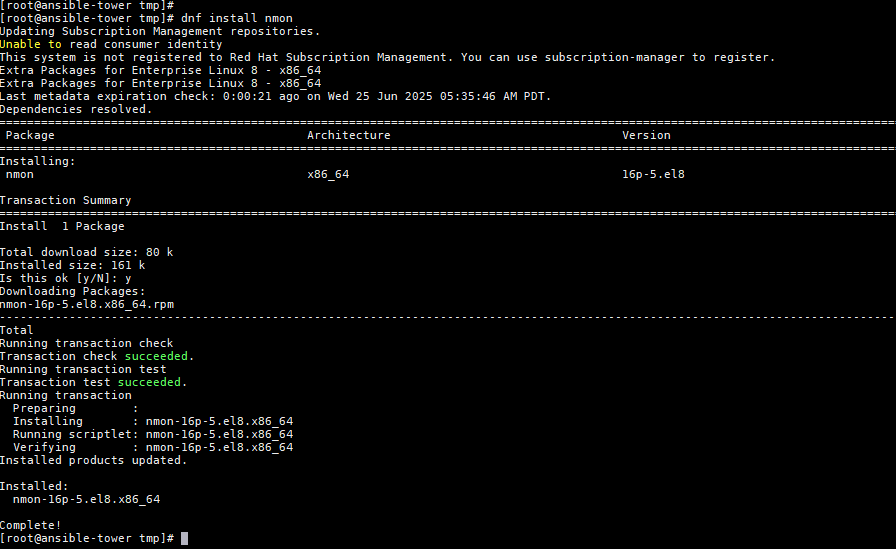 [root@ansible-tower tmp]#
[root@ansible-tower tmp]# dnf install nmon
Updating Subscription Management repositories.
Unable to read consumer identity
This system is not registered to Red Hat Subscription Management. You can use subscription-manager to register.
Extra Packages for Enterprise Linux 8 - x86_64
Extra Packages for Enterprise Linux 8 - x86_64
Last metadata expiration check: 0:00:21 ago on Wed 25 Jun 2025 05:35:46 AM PDT.
Dependencies resolved.
================================================================================================================================
Package Architecture Version
================================================================================================================================
Installing:
nmon x86_64 16p-5.el8
Transaction Summary
================================================================================================================================
Install  1 Package
Total download size: 80 k
Installed size: 161 k
Is this ok [y/N]: y
Downloading Packages:
nmon-16p-5.el8.x86_64.rpm
--------------------------------------------------------------------------------------------------------------------------------
Total
Running transaction check
Transaction check succeeded.
Running transaction test
Transaction test succeeded.
Running transaction
Preparing        :
Installing       : nmon-16p-5.el8.x86_64
Running scriptlet: nmon-16p-5.el8.x86_64
Verifying        : nmon-16p-5.el8.x86_64
Installed products updated.
Installed:
nmon-16p-5.el8.x86_64
Complete!
[root@ansible-tower tmp]#